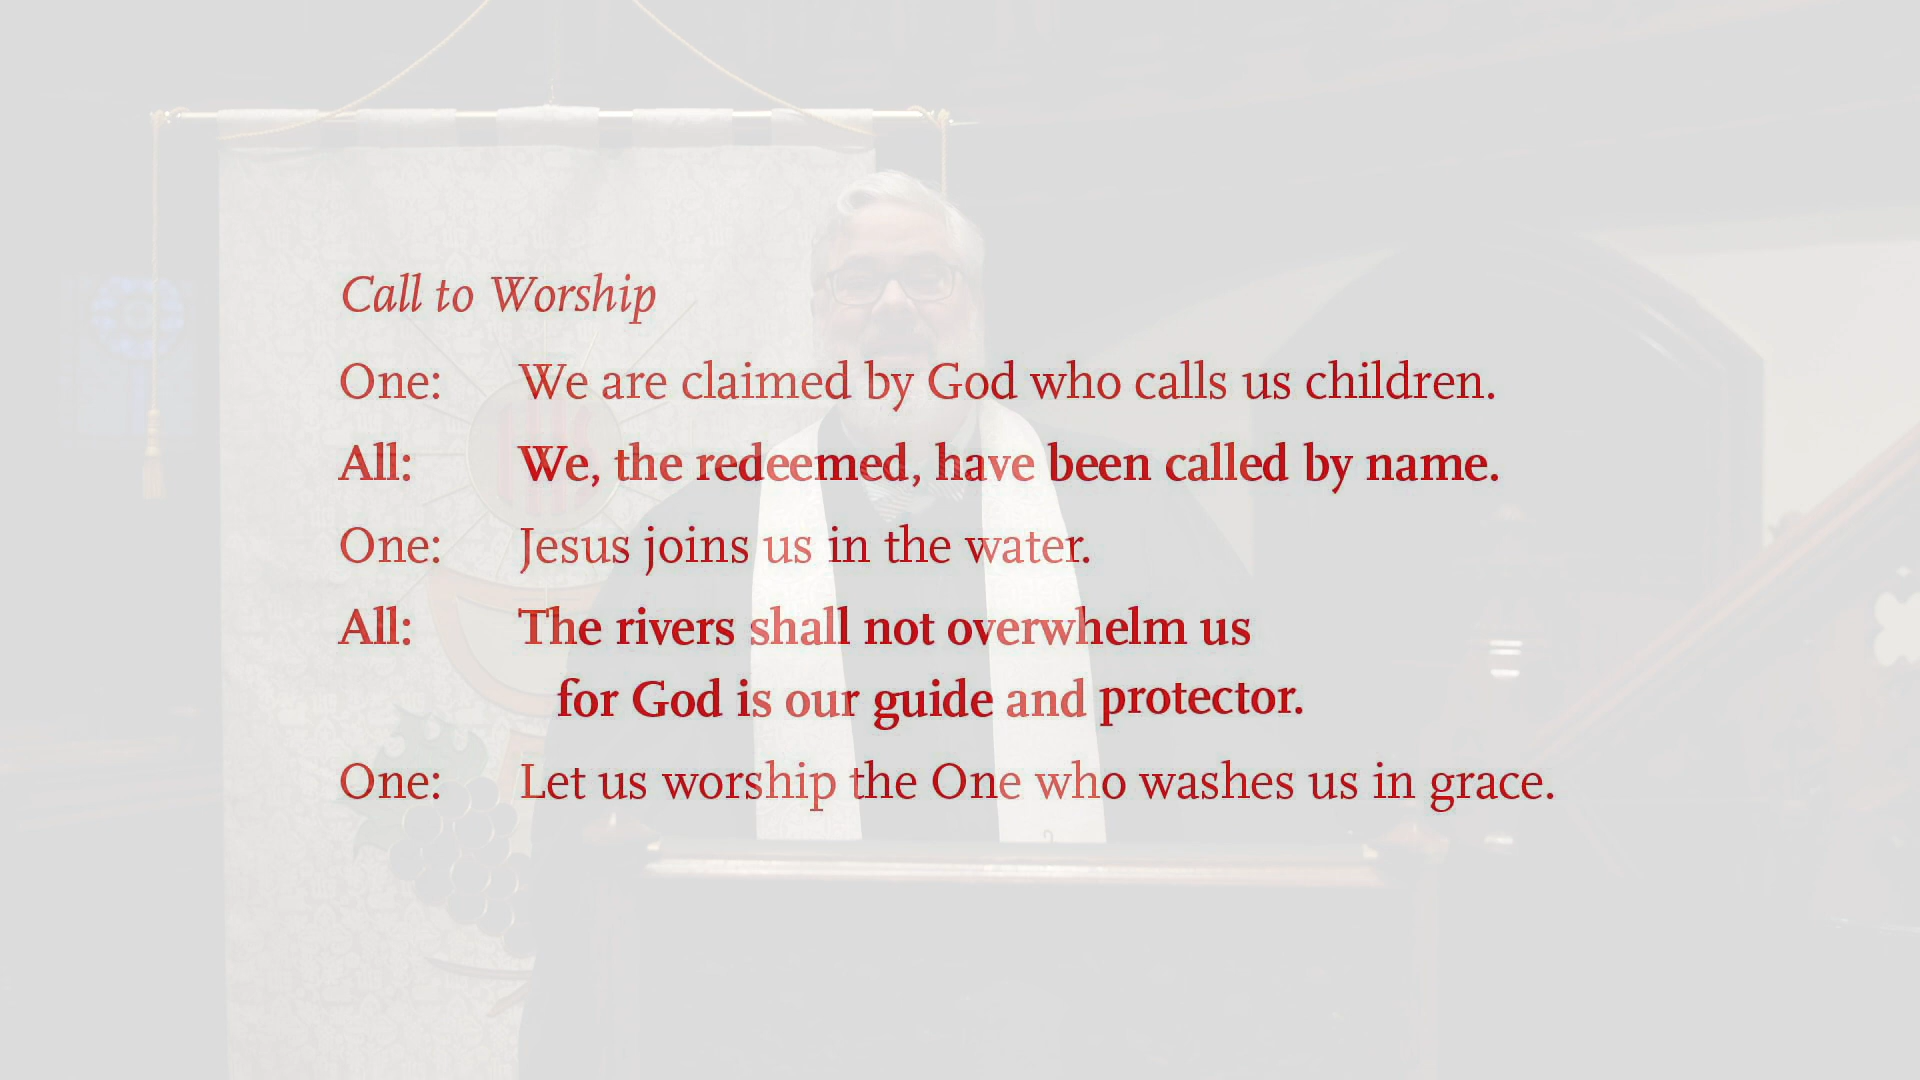 Call to Worship
One: We are claimed by God who calls us children.
All: We, the redeemed, have been called by name.
One: Jesus joins us in the water.
All: The rivers shall not overwhelm us
for God is our guide and protector.
One: Let us worship the One who washes us in grace.